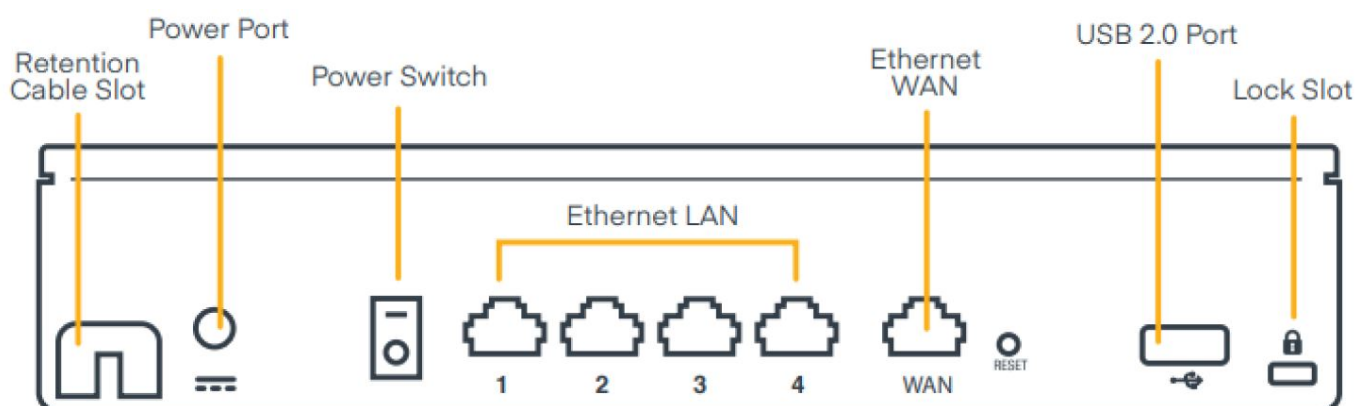 Power Port
Retention
Cable Slot
Power Switch
Ethernet
WAN
USB 2.0 Port
Lock Slot
Ethernet LAN
1
2
3
4
WAN
RESET